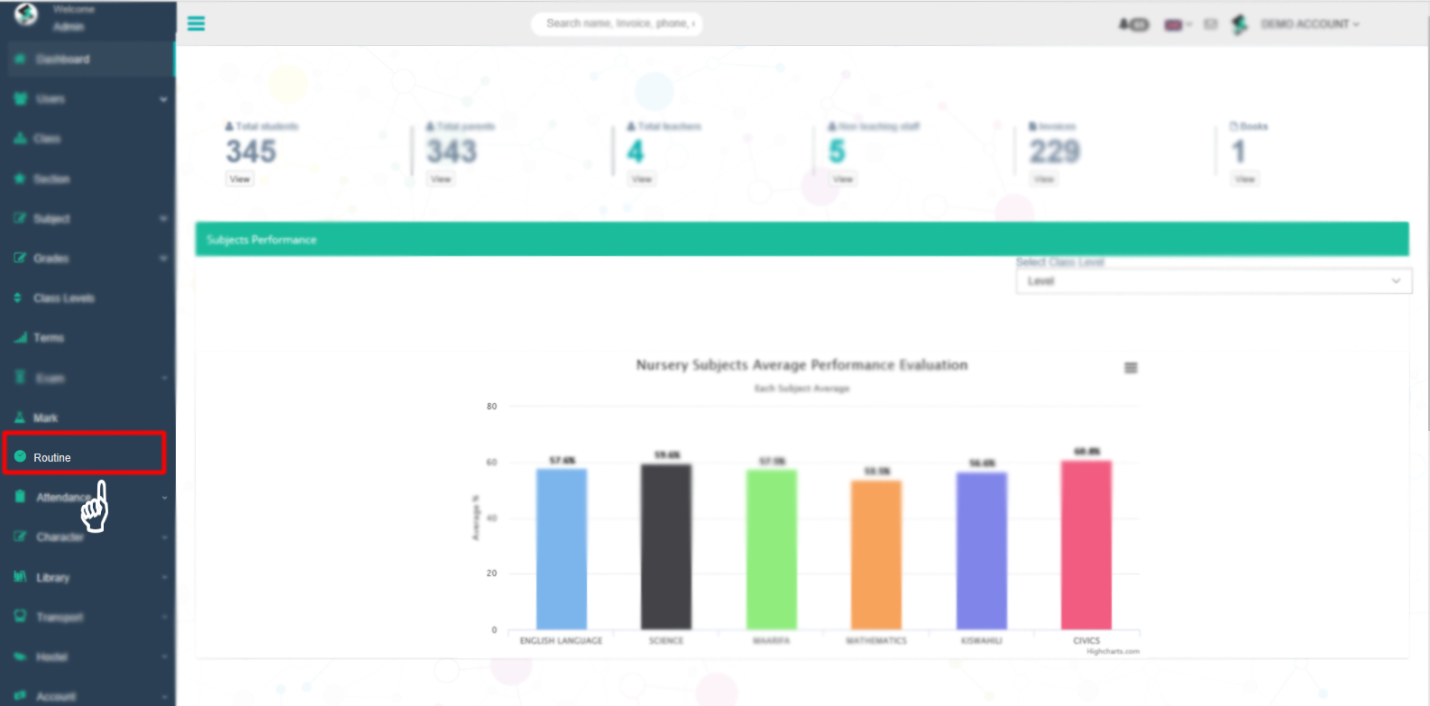 Welcome
Admin
Search name, Invoice, phone,
DEMO ACCOUNT
Dashboard
Users
Class
Section
Subject
Grades
Class Levels
Terms
Exam
Mark
Routine
Attendance
Character
Library
Transport
Hostel
Account
Total students
345
View
Total parents
343
View
Total teachers
4
View
Non teaching staff
5
View
Invoices
229
View
Books
1
View
Subjects Performance
Select Class Level
Level
Nursery Subjects Average Performance Evaluation
Each Subject Average
Average %
80
60
40
20
0
57.6%
59.6%
57.5%
53.5%
56.6%
60.8%
ENGLISH LANGUAGE
SCIENCE
MAARIFA
MATHEMATICS
KISWAHILI
CIVICS
Highcharts.com